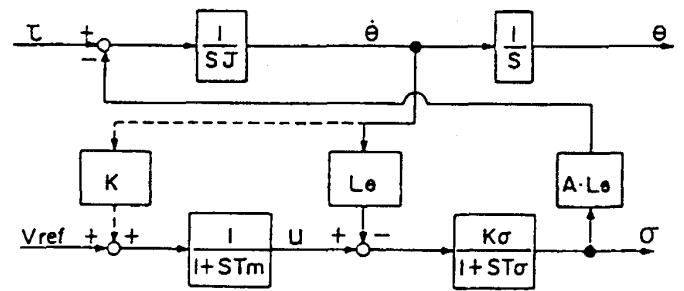 τ + − 1 SJ θ̇ 1 S θ
K Le A·Le
Vref + + 1 1+STm u + − Kσ 1+STσ σ